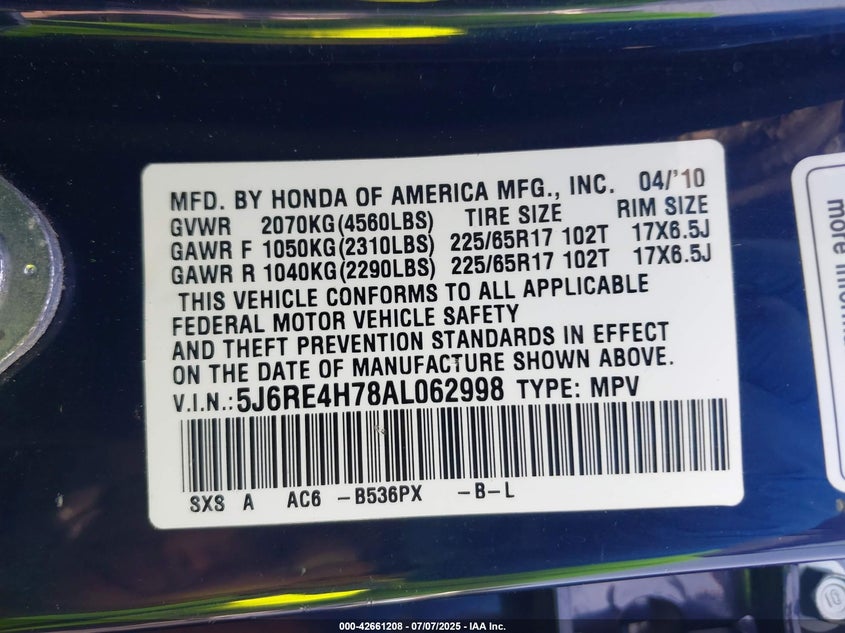 MFD. BY HONDA OF AMERICA MFG., INC. 04/'10
GVWR 2070KG(4560LBS) TIRE SIZE RIM SIZE
GAWR F 1050KG(2310LBS) 225/65R17 102T 17X6.5J
GAWR R 1040KG(2290LBS) 225/65R17 102T 17X6.5J
THIS VEHICLE CONFORMS TO ALL APPLICABLE
FEDERAL MOTOR VEHICLE SAFETY
AND THEFT PREVENTION STANDARDS IN EFFECT
ON THE DATE OF MANUFACTURE SHOWN ABOVE.
V.I.N.: 5J6RE4H78AL062998 TYPE: MPV
SXS A AC6 -B536PX -B-L
more
000-42661208 - 07/07/2025 - IAA Inc.